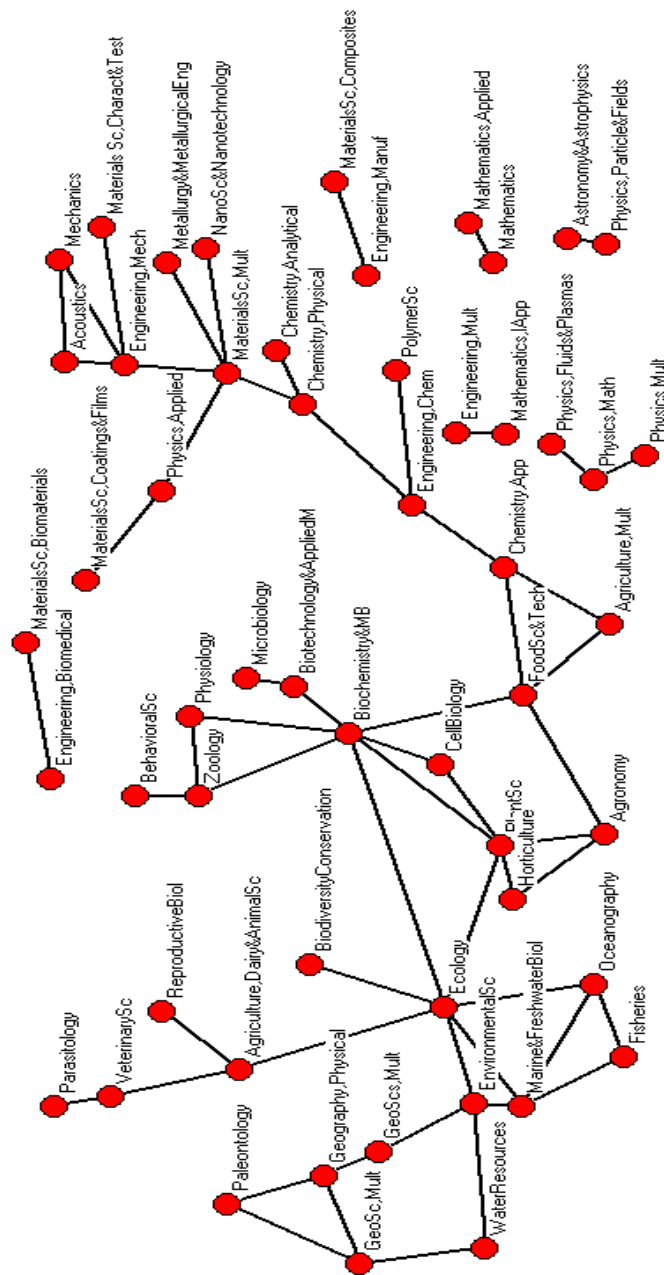 Mechanics
Materials Sc,Charact&Test
Acoustics
Engineering,Mech
Metallurgy&MetallurgicalEng
NanoSc&Nanotechnology
MaterialsSc,Mult
Chemistry,Analytical
Chemistry,Physical
MaterialsSc,Composites
Engineering,Manuf
Mathematics,Applied
Mathematics
Astronomy&Astrophysics
Physics,Particle&Fields
MaterialsSc,Coatings&Films
Physics,Applied
PolymerSc
Engineering,Chem
Engineering,Mult
Mathematics,IApp
Physics,Fluids&Plasmas
Physics,Math
Physics,Mult
MaterialsSc,Biomaterials
Engineering,Biomedical
BehavioralSc
Zoology
Physiology
Microbiology
Biotechnology&AppliedM
Biochemistry&MB
CellBiology
Chemistry,App
FoodSc&Tech
Agriculture,Mult
Horticulture
Agronomy
Parasitology
VeterinarySc
ReproductiveBiol
Agriculture,Dairy&AnimalSc
BiodiversityConservation
Ecology
EnvironmentalSc
Marine&FreshwaterBiol
Oceanography
Fisheries
Paleontology
Geography,Physical
GeoSc,Mult
GeoScs,Mult
WaterResources